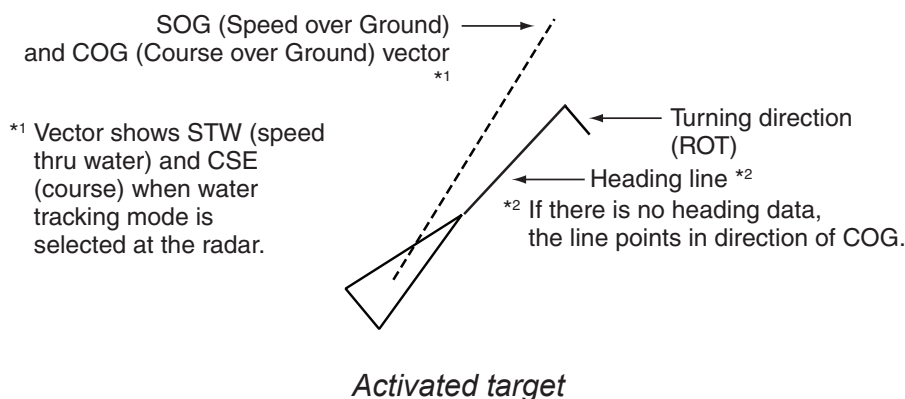 SOG (Speed over Ground)
and COG (Course over Ground) vector
*1
*1 Vector shows STW (speed
thru water) and CSE
(course) when water
tracking mode is
selected at the radar.
Turning direction
(ROT)
Heading line *2
*2 If there is no heading data,
the line points in direction of COG.
Activated target